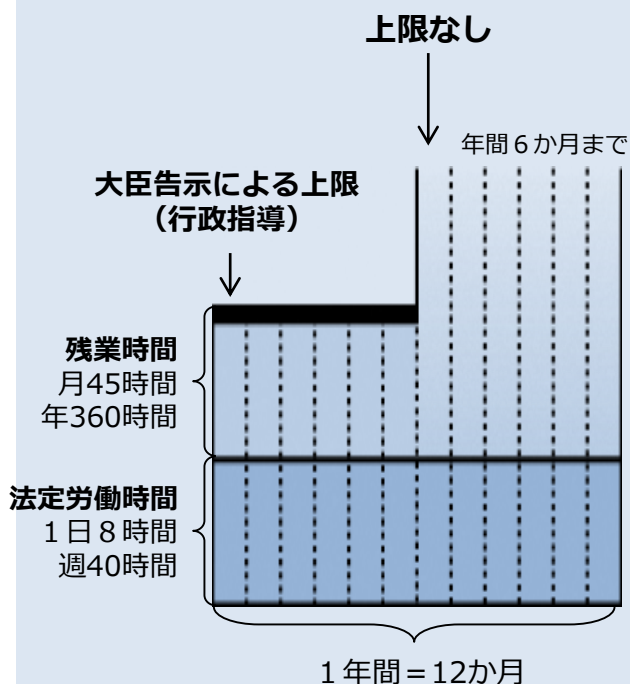 上限なし
年間６か月まで
大臣告示による上限
（行政指導）
残業時間
月45時間
年360時間
法定労働時間
１日８時間
週40時間
１年間＝12か月